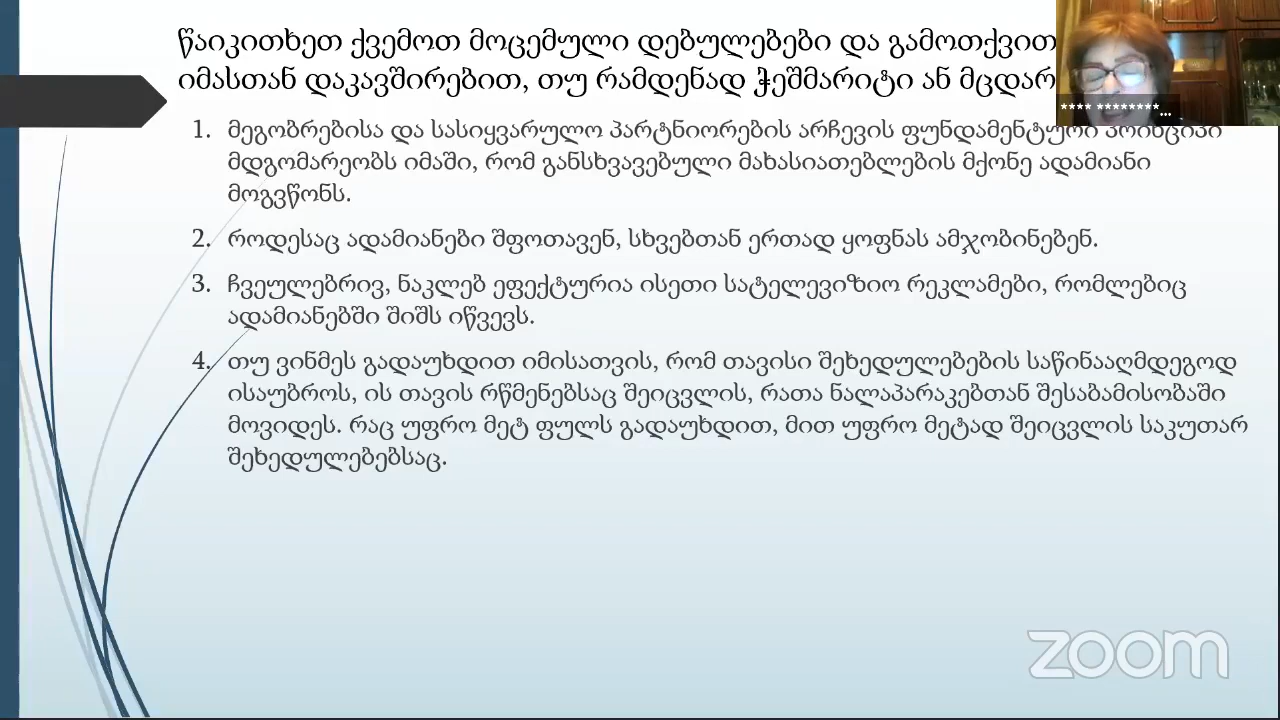 წაიკითხეთ ქვემოთ მოცემული დებულებები და გამოთქვით
იმასთან დაკავშირებით, თუ რამდენად ჭეშმარიტი ან მცდარ
**** ********...
1. მეგობრებისა და სასიყვარულო პარტნიორების არჩევის ფუნდამენტური პრინციპი
მდგომარეობს იმაში, რომ განსხვავებული მახასიათებლების მქონე ადამიანი
მოგვწონს.
2. როდესაც ადამიანები შფოთავენ, სხვებთან ერთად ყოფნას ამჯობინებენ.
3. ჩვეულებრივ, ნაკლებ ეფექტურია ისეთი სატელევიზიო რეკლამები, რომლებიც
ადამიანებში შიშს იწვევს.
4. თუ ვინმეს გადაუხდით იმისათვის, რომ თავისი შეხედულებების საწინააღმდეგოდ
ისაუბროს, ის თავის რწმენებსაც შეიცვლის, რათა ნალაპარაკებთან შესაბამისობაში
მოვიდეს. რაც უფრო მეტ ფულს გადაუხდით, მით უფრო მეტად შეიცვლის საკუთარ
შეხედულებებსაც.
zoom